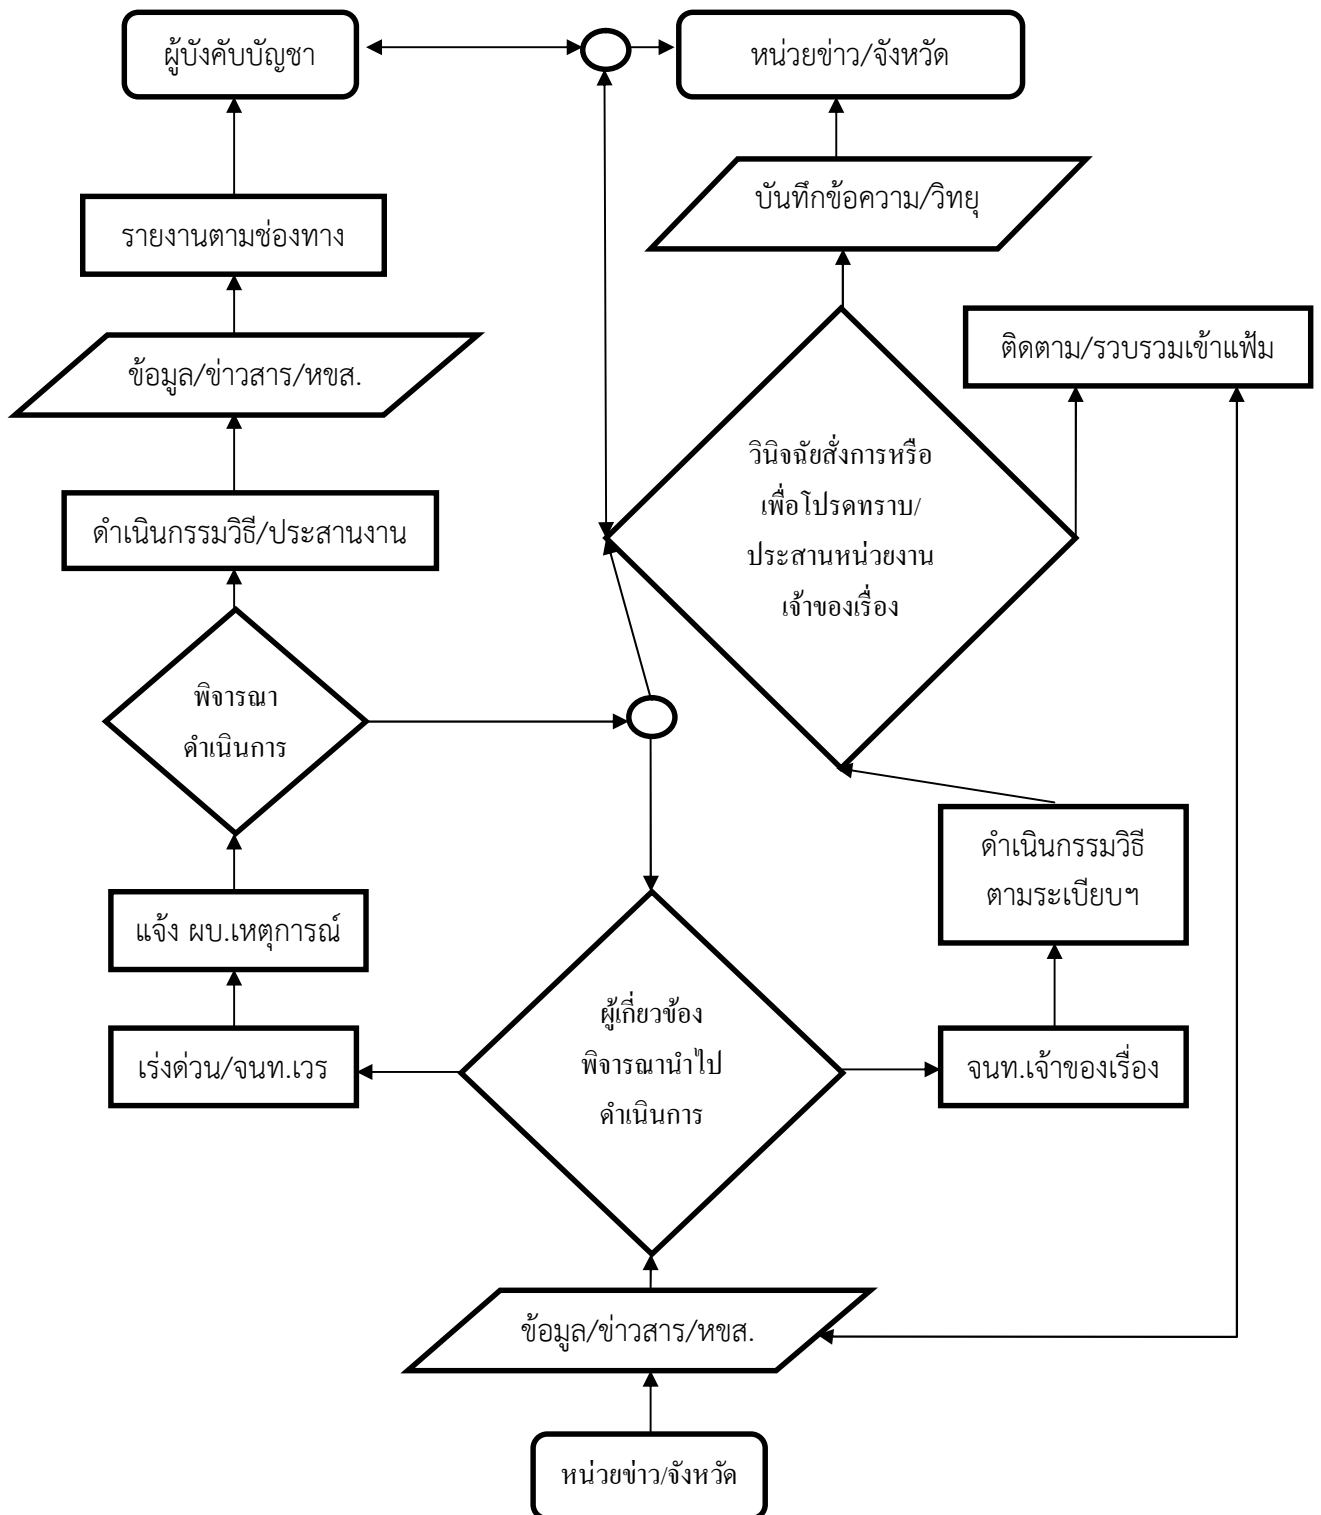 ผู้บังคับบัญชา
หน่วยข่าว/จังหวัด
บันทึกข้อความ/วิทยุ
รายงานตามช่องทาง
ติดตาม/รวบรวมเข้าแฟ้ม
ข้อมูล/ข่าวสาร/หขส.
วินิจฉัยสั่งการหรือ
เพื่อโปรดทราบ/
ประสานหน่วยงาน
เจ้าของเรื่อง
ดำเนินกรรมวิธี/ประสานงาน
พิจารณา
ดำเนินการ
ดำเนินกรรมวิธี
ตามระเบียบฯ
แจ้ง ผบ.เหตุการณ์
ผู้เกี่ยวข้อง
พิจารณานำไป
ดำเนินการ
เร่งด่วน/จนท.เวร
จนท.เจ้าของเรื่อง
ข้อมูล/ข่าวสาร/หขส.
หน่วยข่าว/จังหวัด